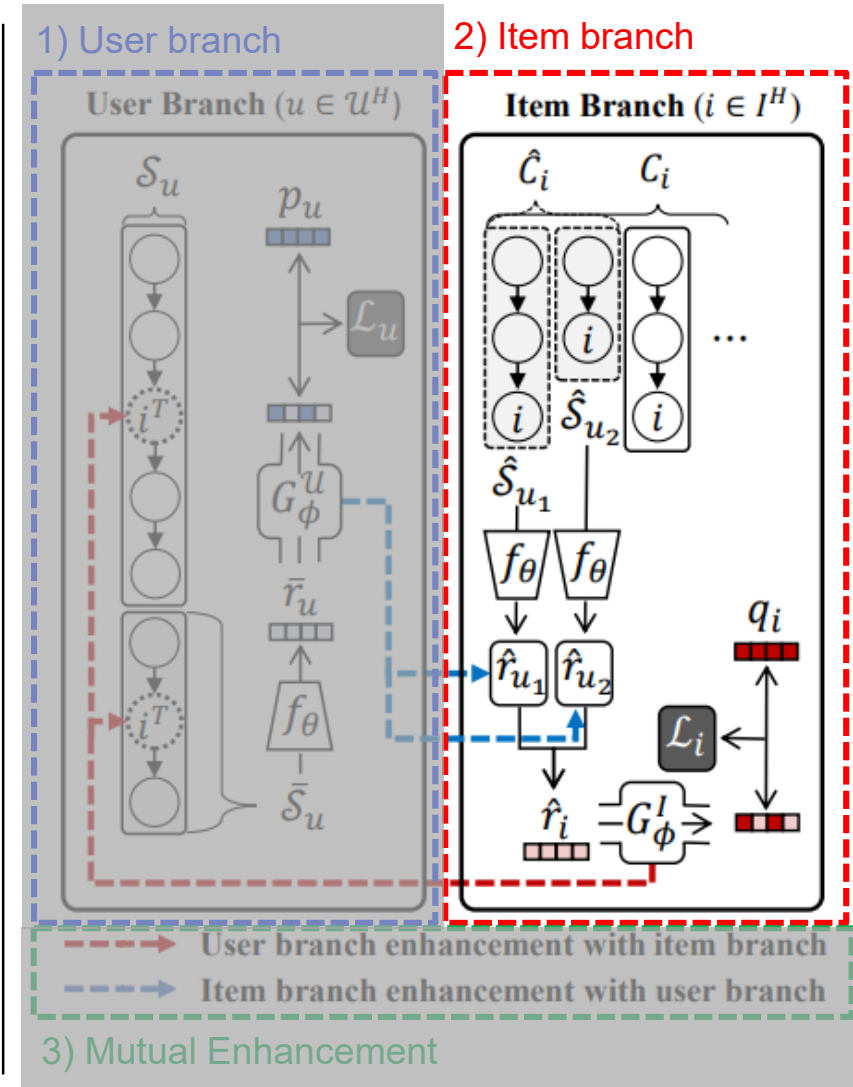 1) User branch
2) Item branch
User Branch (𝑢 ∈ 𝒰^H)
Item Branch (𝑖 ∈ I^H)
𝒮_u
p_u
ℒ_u
i^T
G_ϕ^𝒰
r̄_u
i^T
f_θ
𝒮̄_u
Ĉ_i
C_i
i
...
i
i
𝒮̂_{u_2}
𝒮̂_{u_1}
f_θ
f_θ
r̂_{u_1}
r̂_{u_2}
q_i
ℒ_i
r̂_i
G_ϕ^I
User branch enhancement with item branch
Item branch enhancement with user branch
3) Mutual Enhancement